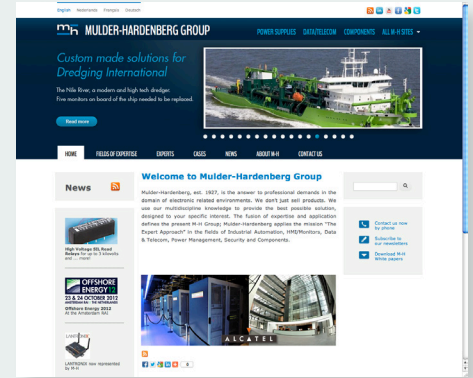 English Nederlands Français Deutsch
mh MULDER-HARDENBERG GROUP
POWER SUPPLIES DATA/TELECOM COMPONENTS ALL M-H SITES
Custom made solutions for
Dredging International
The Nile River, a modern and high tech dredger.
Five monitors on board of the ship needed to be replaced.
Read more
HOME FIELDS OF EXPERTISE EXPERTS CASES NEWS ABOUT M-H CONTACT US
News
High Voltage SIL Reed
Relays for up to 3 kilovolts
and ... more!
OFFSHORE
ENERGY 12
23 & 24 OCTOBER 2012
AMSTERDAM RAI - THE NETHERLANDS
Offshore Energy 2012
At the Amsterdam RAI
LANTRONIX
LANTRONIX now represented
by M-H
Welcome to Mulder-Hardenberg Group
Mulder-Hardenberg, est. 1927, is the answer to professional demands in the
domain of electronic related environments. We don't just sell products. We
use our multidiscipline knowledge to provide the best possible solution,
designed to your specific interest. The fusion of expertise and application
defines the present M-H Group; Mulder-Hardenberg applies the mission "The
Expert Approach" in the fields of Industrial Automation, HMI/Monitors, Data
& Telecom, Power Management, Security and Components.
ALCATEL
0
Contact us now
by phone
Subscribe to
our newsletters
Download M-H
White papers